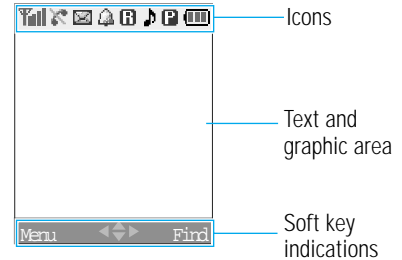 Icons
Text and
graphic area
Menu Find
Soft key
indications